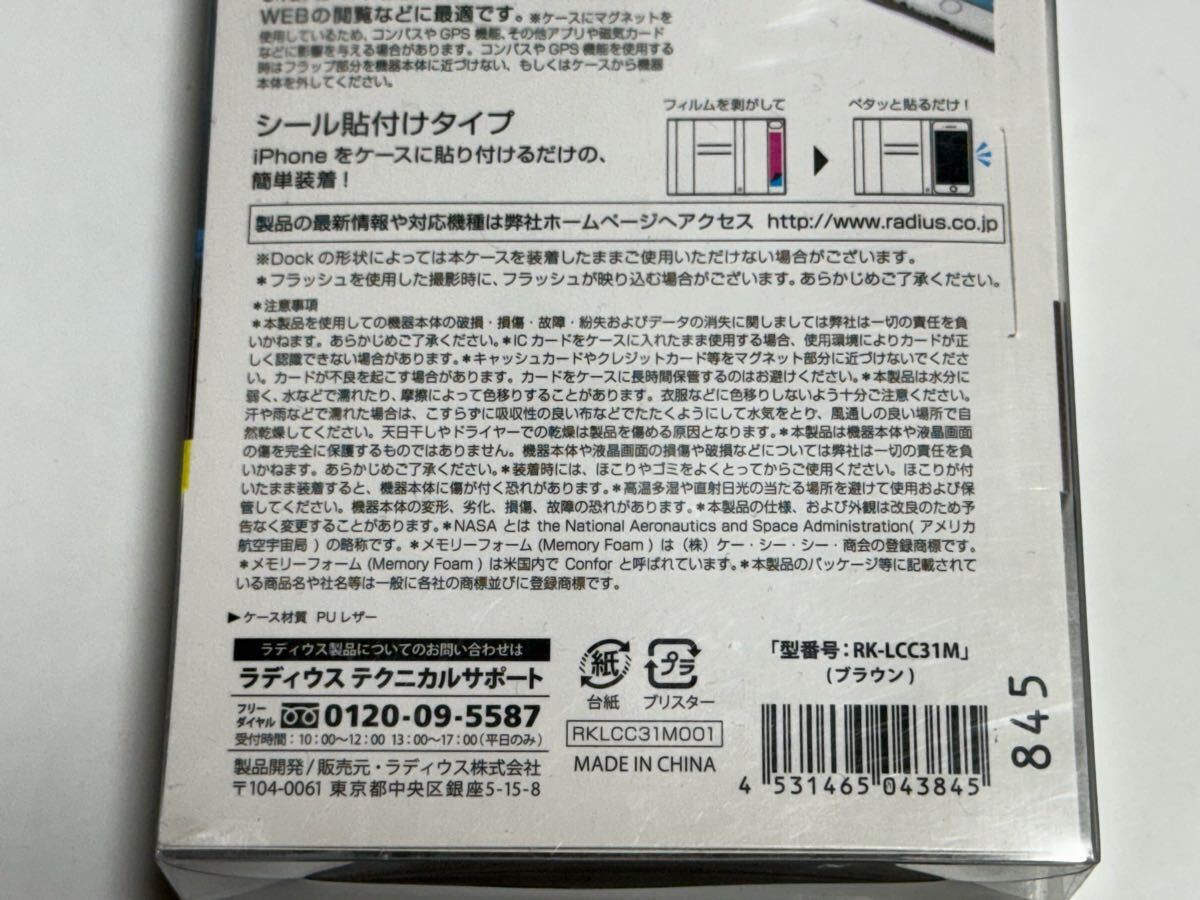 WEBの閲覧などに最適です。※ケースにマグネットを
使用しているため、コンパスやGPS機能、その他アプリや磁気カード
などに影響を与える場合があります。コンパスやGPS機能を使用する
時はフラップ部分を機器本体に近づけない、もしくはケースから機器
本体を外してください。
シール貼付けタイプ
iPhoneをケースに貼り付けるだけの、
簡単装着！
フィルムを剥がして
ペタッと貼るだけ！
製品の最新情報や対応機種は弊社ホームページへアクセス http://www.radius.co.jp
※Dockの形状によっては本ケースを装着したままご使用いただけない場合がございます。
＊フラッシュを使用した撮影時に、フラッシュが映り込む場合がございます。あらかじめご了承ください。
＊注意事項
＊本製品を使用しての機器本体の破損・損傷・故障・紛失およびデータの消失に関しましては弊社は一切の責任を負
いかねます。あらかじめご了承ください。＊ICカードをケースに入れたまま使用する場合、使用環境によりカードが正
しく認識できない場合があります。＊キャッシュカードやクレジットカード等をマグネット部分に近づけないでくださ
い。カードが不良を起こす場合があります。カードをケースに長時間保管するのはお避けください。＊本製品は水分に
弱く、水などで濡れたり、摩擦によって色移りすることがあります。衣服などに色移りしないよう十分ご注意ください。
汗や雨などで濡れた場合は、こすらずに吸収性の良い布などでたたくようにして水気をとり、風通しの良い場所で自
然乾燥してください。天日干しやドライヤーでの乾燥は製品を傷める原因となります。＊本製品は機器本体や液晶画面
の傷を完全に保護するものではありません。機器本体や液晶画面の損傷や破損などについては弊社は一切の責任を
負いかねます。あらかじめご了承ください。＊装着時には、ほこりやゴミをよくとってからご使用ください。ほこりが付
いたまま装着すると、機器本体に傷が付く恐れがあります。＊高温多湿や直射日光の当たる場所を避けて使用および保
管してください。機器本体の変形、劣化、損傷、故障の恐れがあります。＊本製品の仕様、および外観は改良のため予
告なく変更することがあります。＊NASAとは the National Aeronautics and Space Administration(アメリカ
航空宇宙局)の略称です。＊メモリーフォーム(Memory Foam)は(株)ケー・シー・シー・商会の登録商標です。
＊メモリーフォーム(Memory Foam)は米国内で Confor と呼ばれています。＊本製品のパッケージ等に記載されて
いる商品名や社名等は一般に各社の商標並びに登録商標です。
▶ケース材質 PUレザー
ラディウス製品についてのお問い合わせは
ラディウス テクニカルサポート
フリーダイヤル 0120-09-5587
受付時間：10：00〜12：00 13：00〜17：00(平日のみ)
製品開発/販売元・ラディウス株式会社
〒104-0061 東京都中央区銀座5-15-8
紙
台紙
プラ
ブリスター
RKLCC31M001
MADE IN CHINA
「型番号：RK-LCC31M」
(ブラウン)
4 531465 043845
845